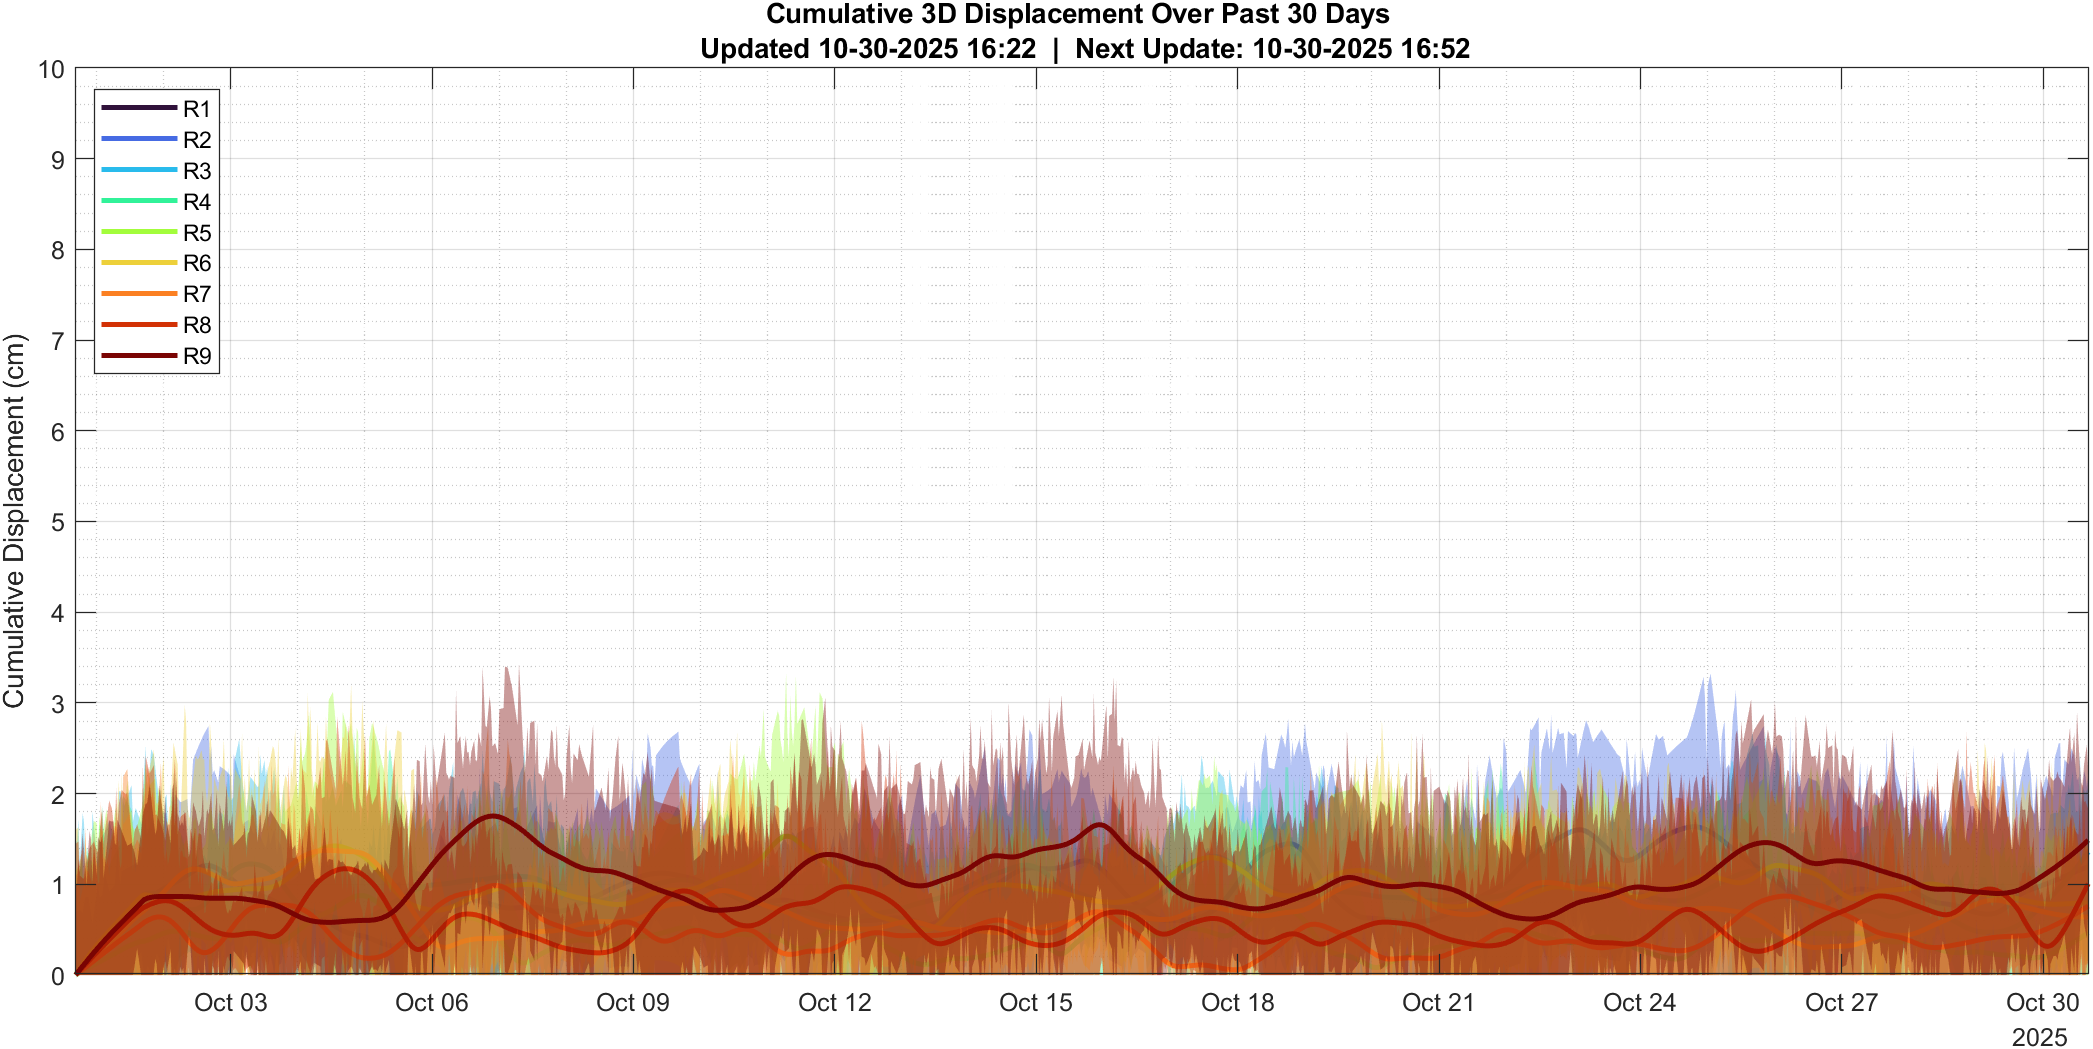 Cumulative 3D Displacement Over Past 30 Days
Updated 10-30-2025 16:22 | Next Update: 10-30-2025 16:52
10
9
8
7
6
5
4
3
2
1
0
Cumulative Displacement (cm)
R1
R2
R3
R4
R5
R6
R7
R8
R9
Oct 03
Oct 06
Oct 09
Oct 12
Oct 15
Oct 18
Oct 21
Oct 24
Oct 27
Oct 30
2025